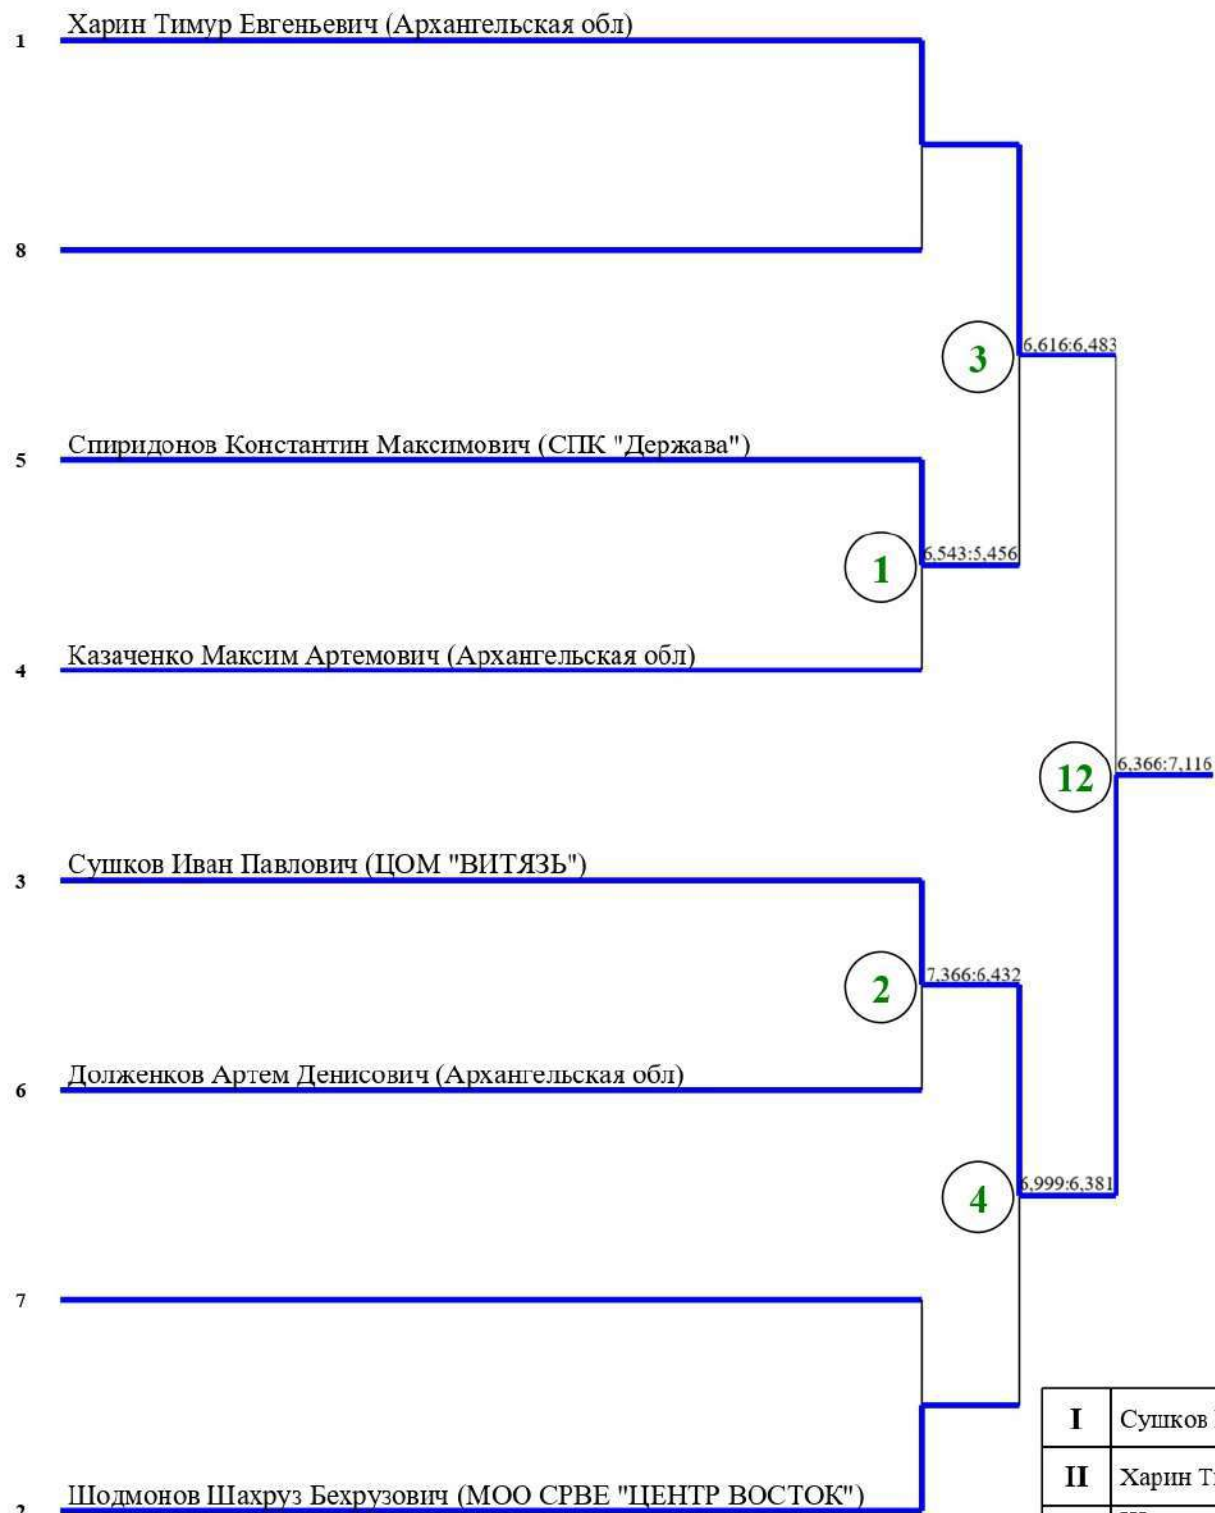 Харин Тимур Евгеньевич (Архангельская обл)
1
8
3
6,616:6,483
Спиридонов Константин Максимович (СПК "Держава")
5
1
6,543:5,456
Казаченко Максим Артемович (Архангельская обл)
4
12
6,366:7,116
Сушков Иван Павлович (ЦОМ "ВИТЯЗЬ")
3
2
7,366:6,432
Долженков Артем Денисович (Архангельская обл)
6
4
6,999:6,381
7
I Сушков
II Харин
Шодмонов Шахруз Бехрузович (МОО СРВЕ "ЦЕНТР ВОСТОК")
2